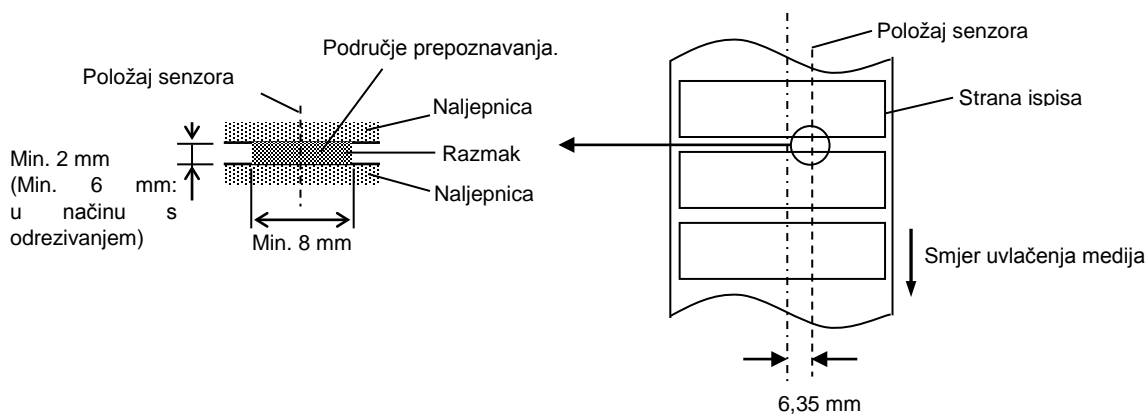 Područje prepoznavanja.
Položaj senzora
Naljepnica
Razmak
Naljepnica
Min. 2 mm
(Min. 6 mm:
u načinu s
odrezivanjem)
Min. 8 mm
Položaj senzora
Strana ispisa
Smjer uvlačenja medija
6,35 mm